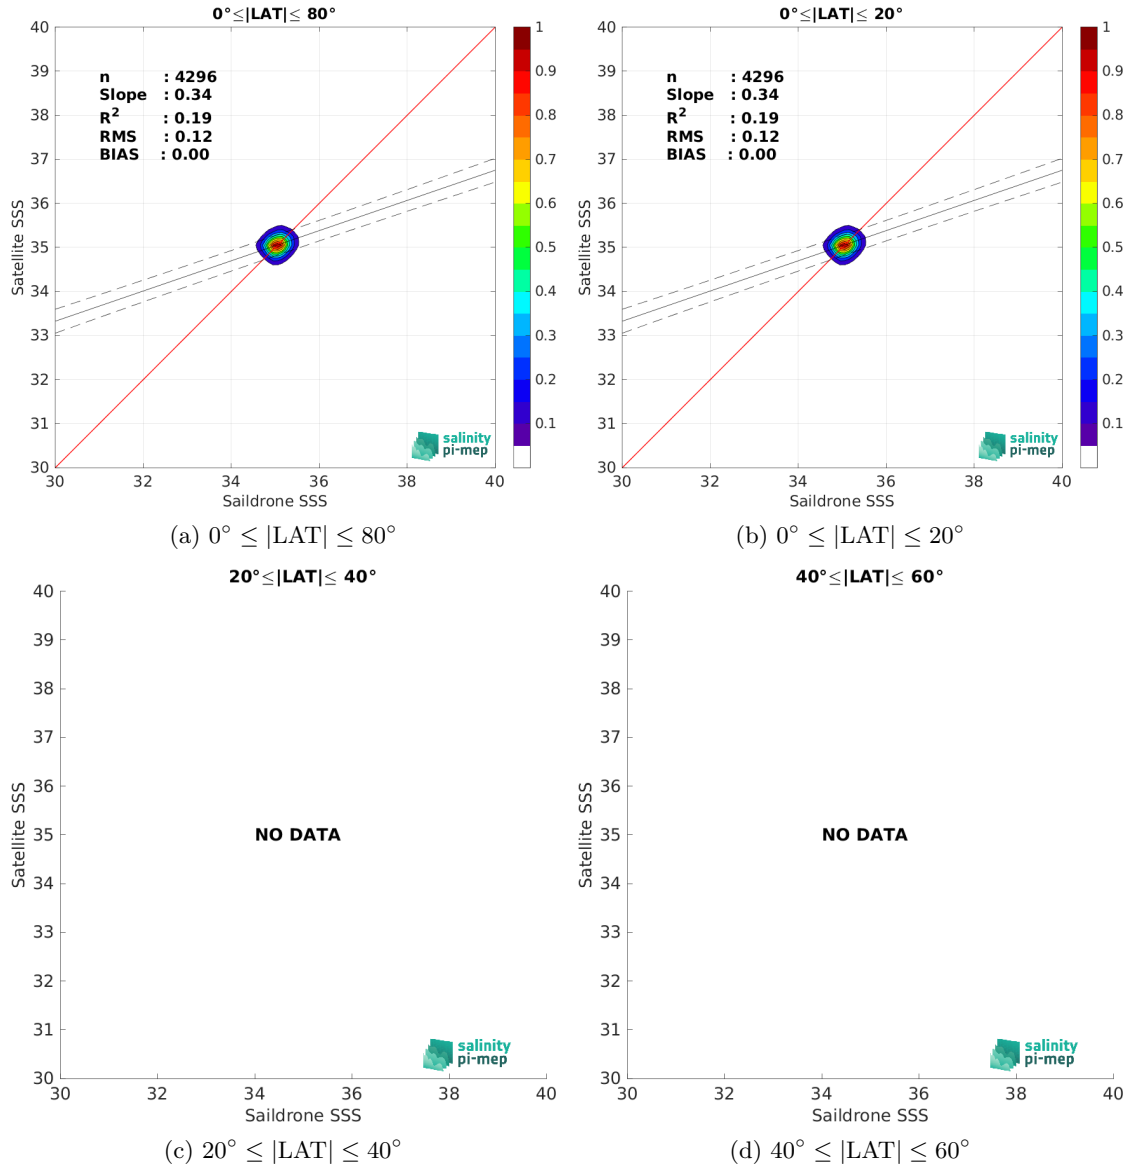 0°≤|LAT|≤ 80°
40
39
38
37
36
35
34
33
32
31
30
Satellite SSS
n : 4296
Slope : 0.34
R² : 0.19
RMS : 0.12
BIAS : 0.00
salinity
pi-mep
30 32 34 36 38 40
Saildrone SSS
1
0.9
0.8
0.7
0.6
0.5
0.4
0.3
0.2
0.1
(a) 0° ≤ |LAT| ≤ 80°
0°≤|LAT|≤ 20°
40
39
38
37
36
35
34
33
32
31
30
Satellite SSS
n : 4296
Slope : 0.34
R² : 0.19
RMS : 0.12
BIAS : 0.00
salinity
pi-mep
30 32 34 36 38 40
Saildrone SSS
1
0.9
0.8
0.7
0.6
0.5
0.4
0.3
0.2
0.1
(b) 0° ≤ |LAT| ≤ 20°
20°≤|LAT|≤ 40°
40
39
38
37
36
35
34
33
32
31
30
Satellite SSS
NO DATA
salinity
pi-mep
30 32 34 36 38 40
Saildrone SSS
(c) 20° ≤ |LAT| ≤ 40°
40°≤|LAT|≤ 60°
40
39
38
37
36
35
34
33
32
31
30
Satellite SSS
NO DATA
salinity
pi-mep
30 32 34 36 38 40
Saildrone SSS
(d) 40° ≤ |LAT| ≤ 60°